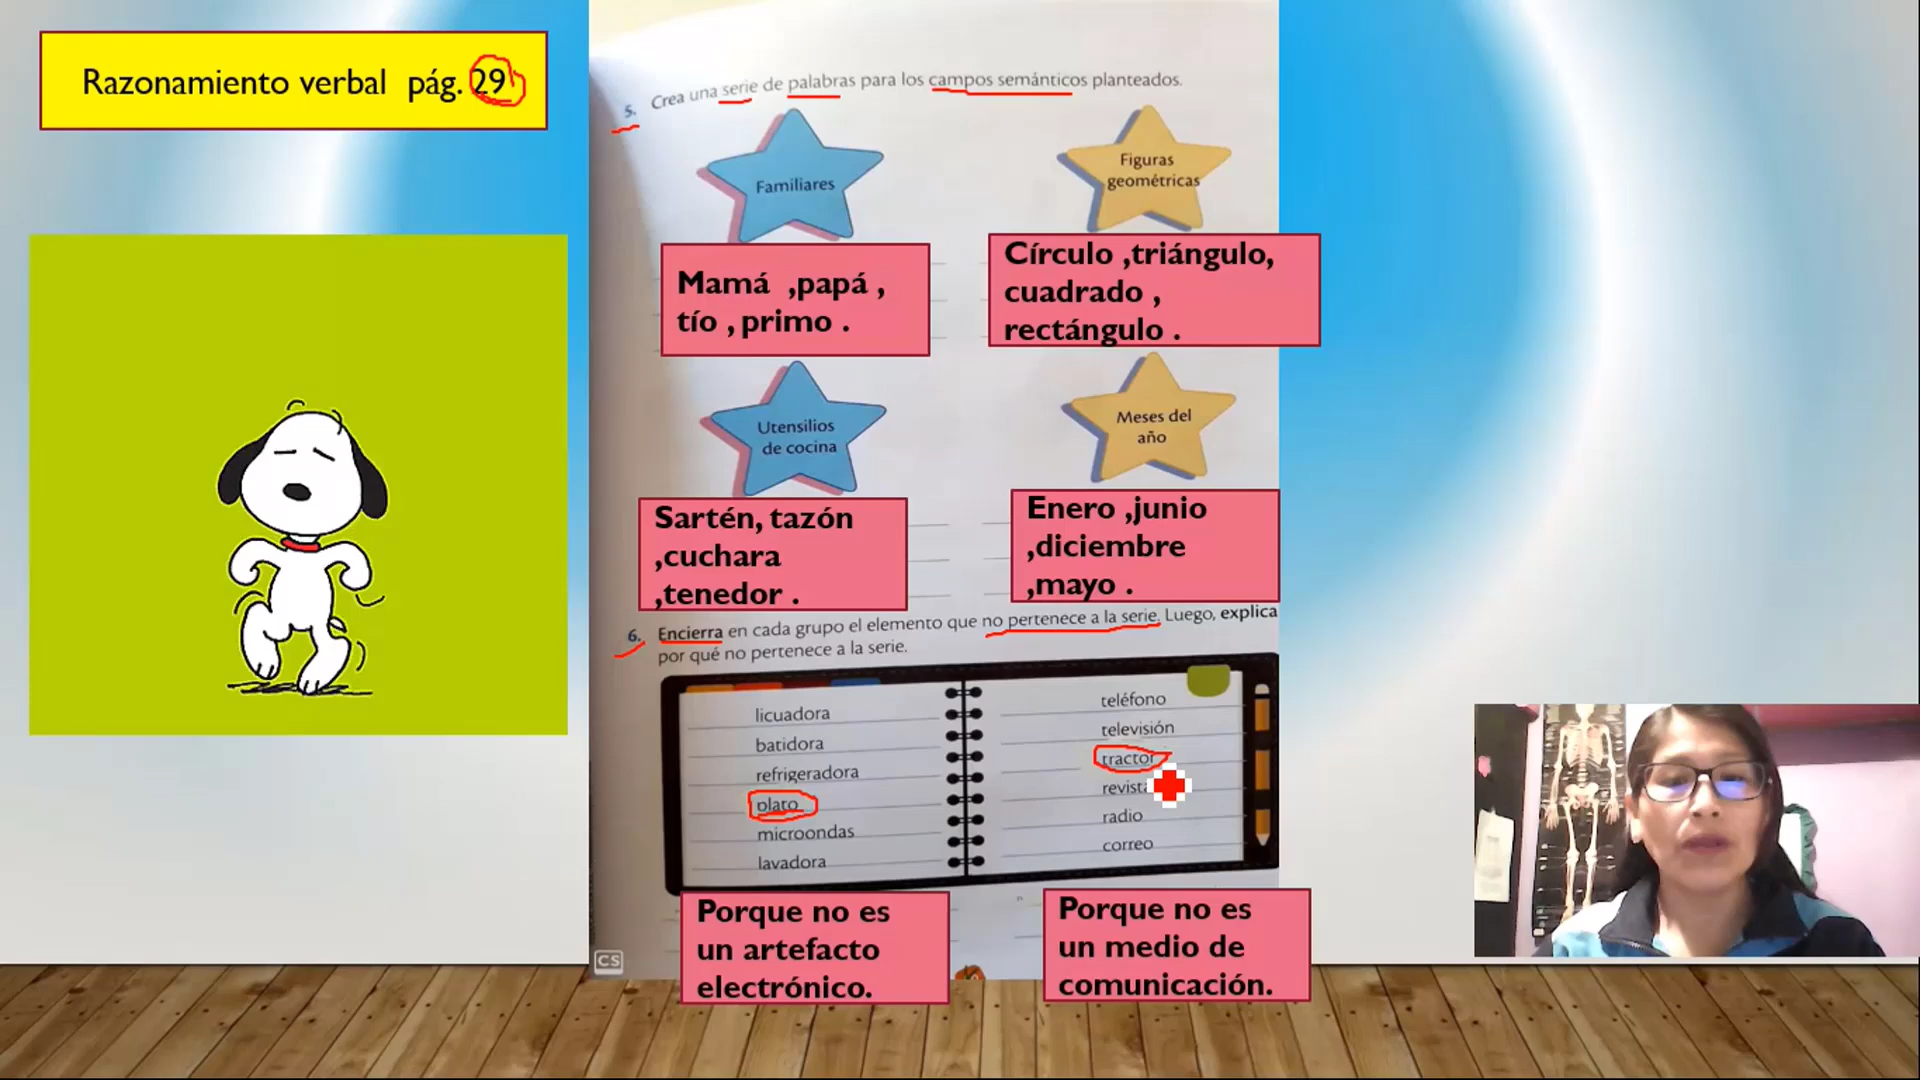 Razonamiento verbal pág. 29
5. Crea una serie de palabras para los campos semánticos planteados.
Familiares
Figuras
geométricas
Mamá ,papá ,
tío , primo .
Círculo ,triángulo,
cuadrado ,
rectángulo .
Utensilios
de cocina
Meses del
año
Sartén, tazón
,cuchara
,tenedor .
Enero ,junio
,diciembre
,mayo .
6. Encierra en cada grupo el elemento que no pertenece a la serie. Luego, explica
por qué no pertenece a la serie.
licuadora
batidora
refrigeradora
plato
microondas
lavadora
teléfono
televisión
tractor
revista
radio
correo
Porque no es
un artefacto
electrónico.
Porque no es
un medio de
comunicación.
CS